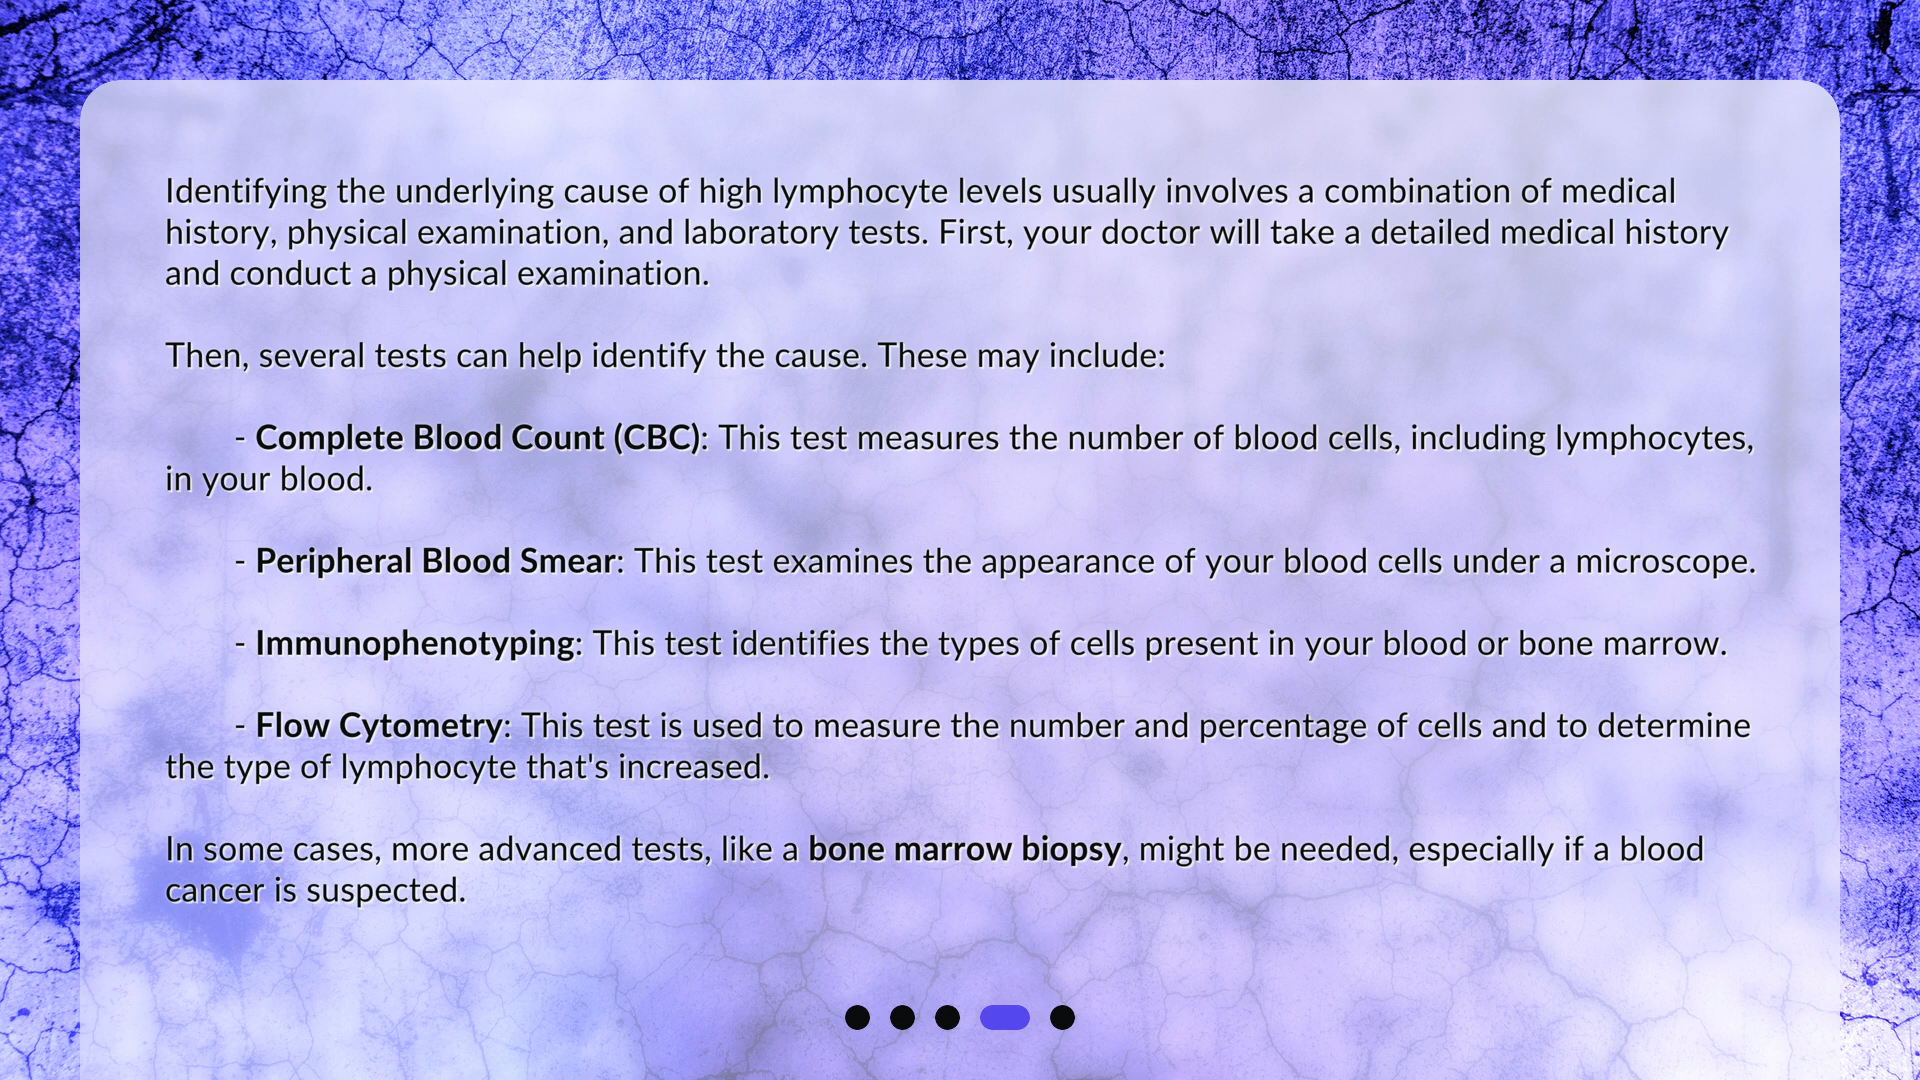 Identifying the underlying cause of high lymphocyte levels usually involves a combination of medical
history, physical examination, and laboratory tests. First, your doctor will take a detailed medical history
and conduct a physical examination.
Then, several tests can help identify the cause. These may include:
- Complete Blood Count (CBC): This test measures the number of blood cells, including lymphocytes,
in your blood.
- Peripheral Blood Smear: This test examines the appearance of your blood cells under a microscope.
- Immunophenotyping: This test identifies the types of cells present in your blood or bone marrow.
- Flow Cytometry: This test is used to measure the number and percentage of cells and to determine
the type of lymphocyte that's increased.
In some cases, more advanced tests, like a bone marrow biopsy, might be needed, especially if a blood
cancer is suspected.